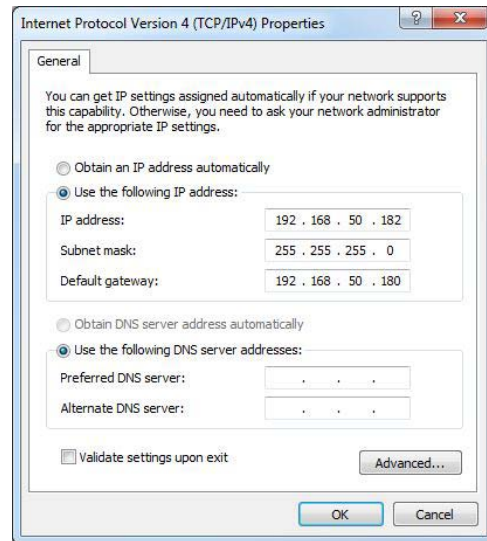 Internet Protocol Version 4 (TCP/IPv4) Properties
?
X
General
You can get IP settings assigned automatically if your network supports
this capability. Otherwise, you need to ask your network administrator
for the appropriate IP settings.
Obtain an IP address automatically
Use the following IP address:
IP address: 192 . 168 . 50 . 182
Subnet mask: 255 . 255 . 255 . 0
Default gateway: 192 . 168 . 50 . 180
Obtain DNS server address automatically
Use the following DNS server addresses:
Preferred DNS server: . . .
Alternate DNS server: . . .
Validate settings upon exit
Advanced...
OK Cancel